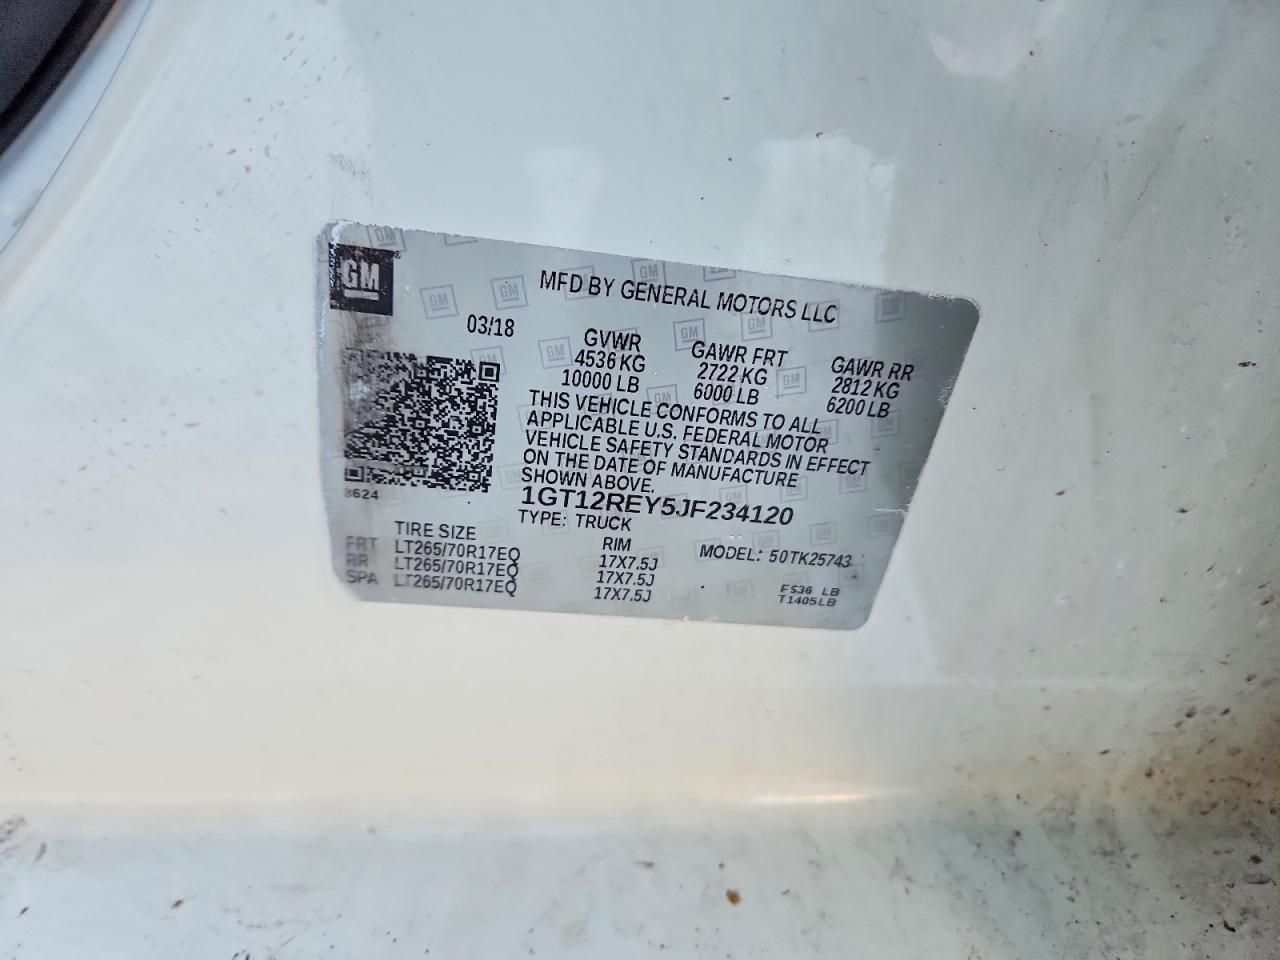 GM
MFD BY GENERAL MOTORS LLC
03/18
GVWR GAWR FRT GAWR RR
4536 KG 2722 KG 2812 KG
10000 LB 6000 LB 6200 LB
THIS VEHICLE CONFORMS TO ALL
APPLICABLE U.S. FEDERAL MOTOR
VEHICLE SAFETY STANDARDS IN EFFECT
ON THE DATE OF MANUFACTURE
SHOWN ABOVE.
1GT12REY5JF234120
TYPE: TRUCK
MODEL: 50TK25743
TIRE SIZE RIM
FRT LT265/70R17EQ 17X7.5J
RR LT265/70R17EQ 17X7.5J
SPA LT265/70R17EQ 17X7.5J
FS36 LB
T1405LB